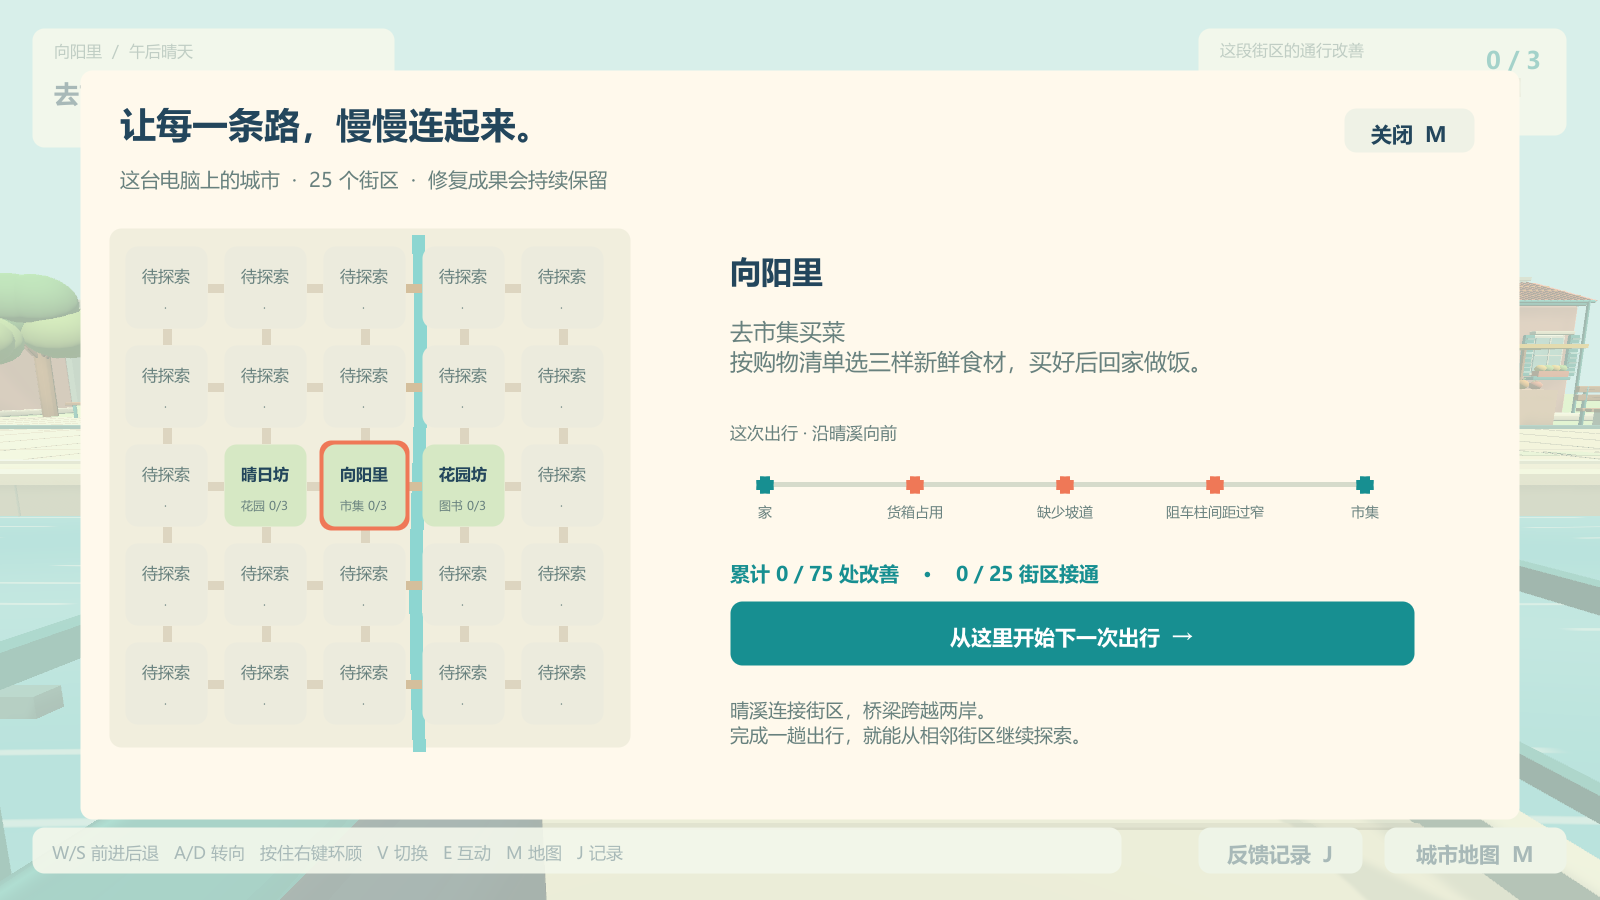 向阳里 / 午后晴天
去
这段街区的通行改善
0 / 3
让每一条路，慢慢连起来。
关闭 M
这台电脑上的城市 · 25 个街区 · 修复成果会持续保留
待探索 待探索 待探索 待探索 待探索
· · · · ·
待探索 待探索 待探索 待探索 待探索
· · · · ·
待探索 晴日坊 向阳里 花园坊 待探索
· 花园 0/3 市集 0/3 图书 0/3 ·
待探索 待探索 待探索 待探索 待探索
· · · · ·
待探索 待探索 待探索 待探索 待探索
· · · · ·
向阳里
去市集买菜
按购物清单选三样新鲜食材，买好后回家做饭。
这次出行 · 沿晴溪向前
家 货箱占用 缺少坡道 阻车柱间距过窄 市集
累计 0 / 75 处改善 • 0 / 25 街区接通
从这里开始下一次出行 →
晴溪连接街区，桥梁跨越两岸。
完成一趟出行，就能从相邻街区继续探索。
W/S 前进后退 A/D 转向 按住右键环顾 V 切换 E 互动 M 地图 J 记录
反馈记录 J
城市地图 M